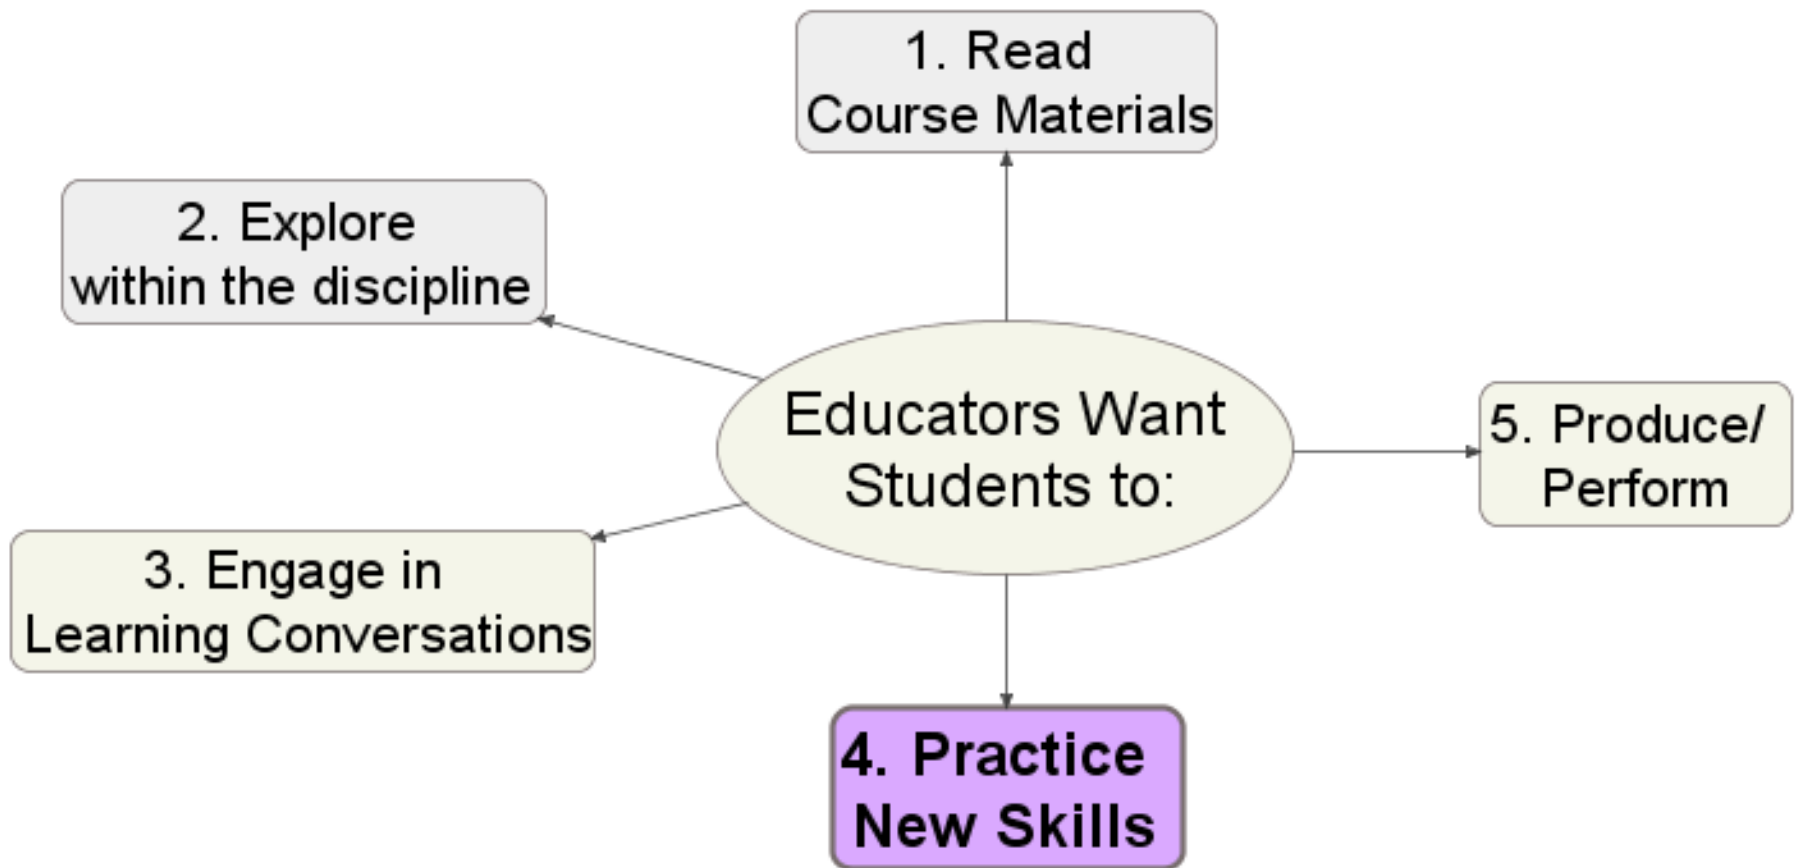 1. Read
Course Materials
2. Explore
within the discipline
Educators Want
Students to:
5. Produce/
Perform
3. Engage in
Learning Conversations
4. Practice
New Skills